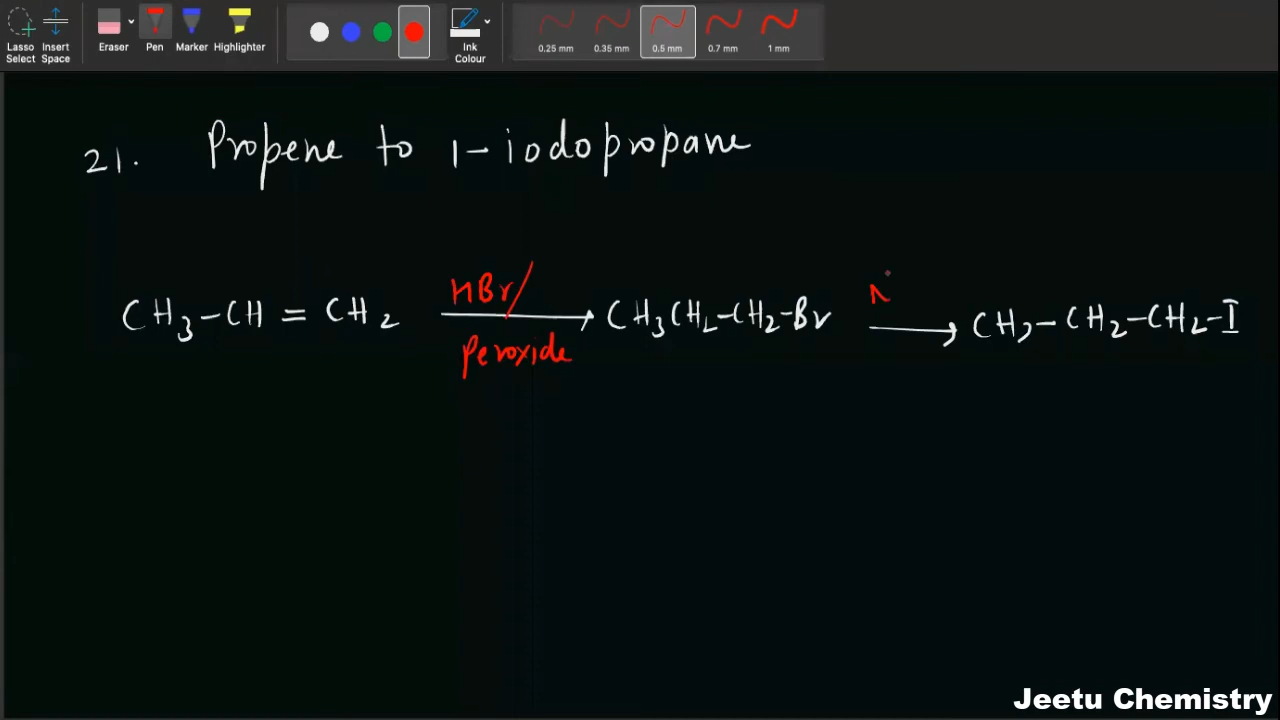 Lasso Select
Insert Space
Eraser
Pen
Marker
Highlighter
Ink Colour
0.25 mm
0.35 mm
0.5 mm
0.7 mm
1 mm
21. Propene to 1-iodopropane
CH3-CH=CH2 HBr/ Peroxide → CH3CH2-CH2-Br N → CH3-CH2-CH2-I
Jeetu Chemistry